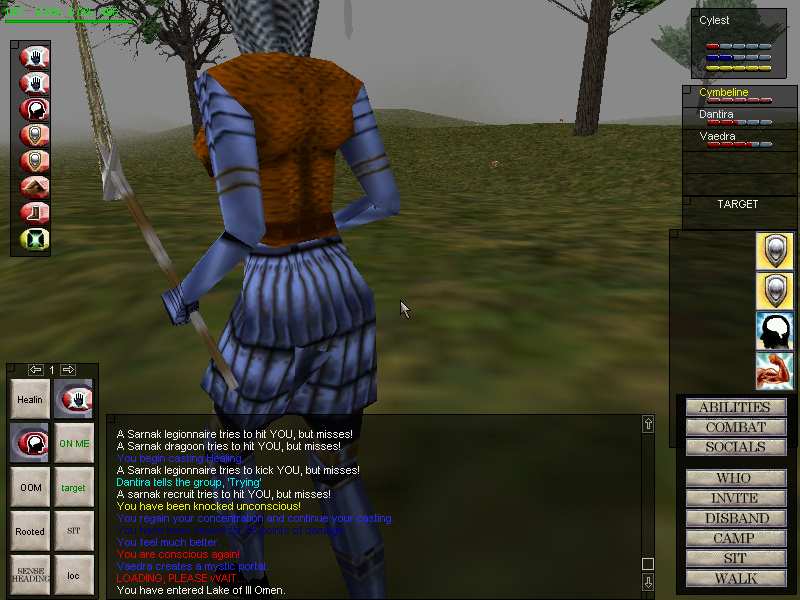 Cylest
Cymbeline
Dantira
Vaedra
TARGET
1
Healin
ON ME
OOM
target
Rooted
SIT
SENSE
HEADING
loc
A Sarnak legionnaire tries to hit YOU, but misses!
A Sarnak dragoon tries to hit YOU, but misses!
You begin casting Healing.
A Sarnak legionnaire tries to kick YOU, but misses!
Dantira tells the group, 'Trying'
A sarnak recruit tries to hit YOU, but misses!
You have been knocked unconscious!
You regain your concentration and continue your casting.
You feel much better.
You are conscious again!
Vaedra creates a mystic portal.
LOADING, PLEASE WAIT...
You have entered Lake of Ill Omen.
ABILITIES
COMBAT
SOCIALS
WHO
INVITE
DISBAND
CAMP
SIT
WALK